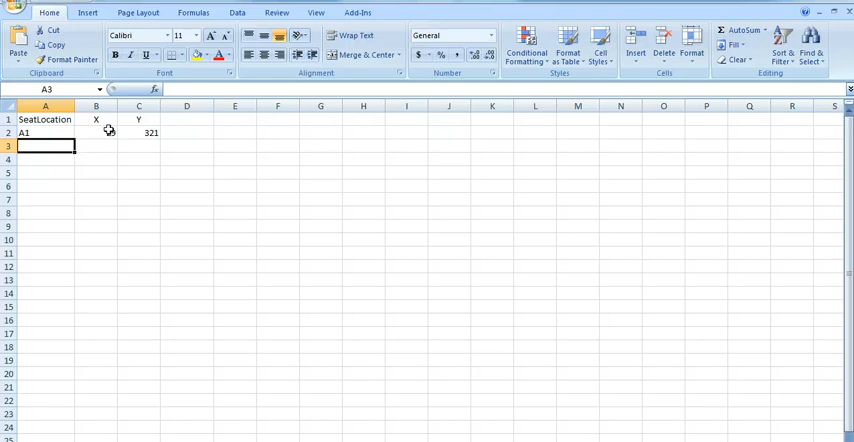 Home Insert Page Layout Formulas Data Review View Add-Ins
Cut Calibri 11 A A Wrap Text General AutoSum
Paste Copy Fill
Format Painter B I U A Merge & Center $ % , Conditional Formatting Format as Table Cell Styles Insert Delete Format Clear Sort & Filter Find & Select
Clipboard Font Alignment Number Styles Cells Editing
A3 fx
A B C D E F G H I J K L M N O P Q R S
1 SeatLocation X Y
2 A1 321
3
4
5
6
7
8
9
10
11
12
13
14
15
16
17
18
19
20
21
22
23
24
25